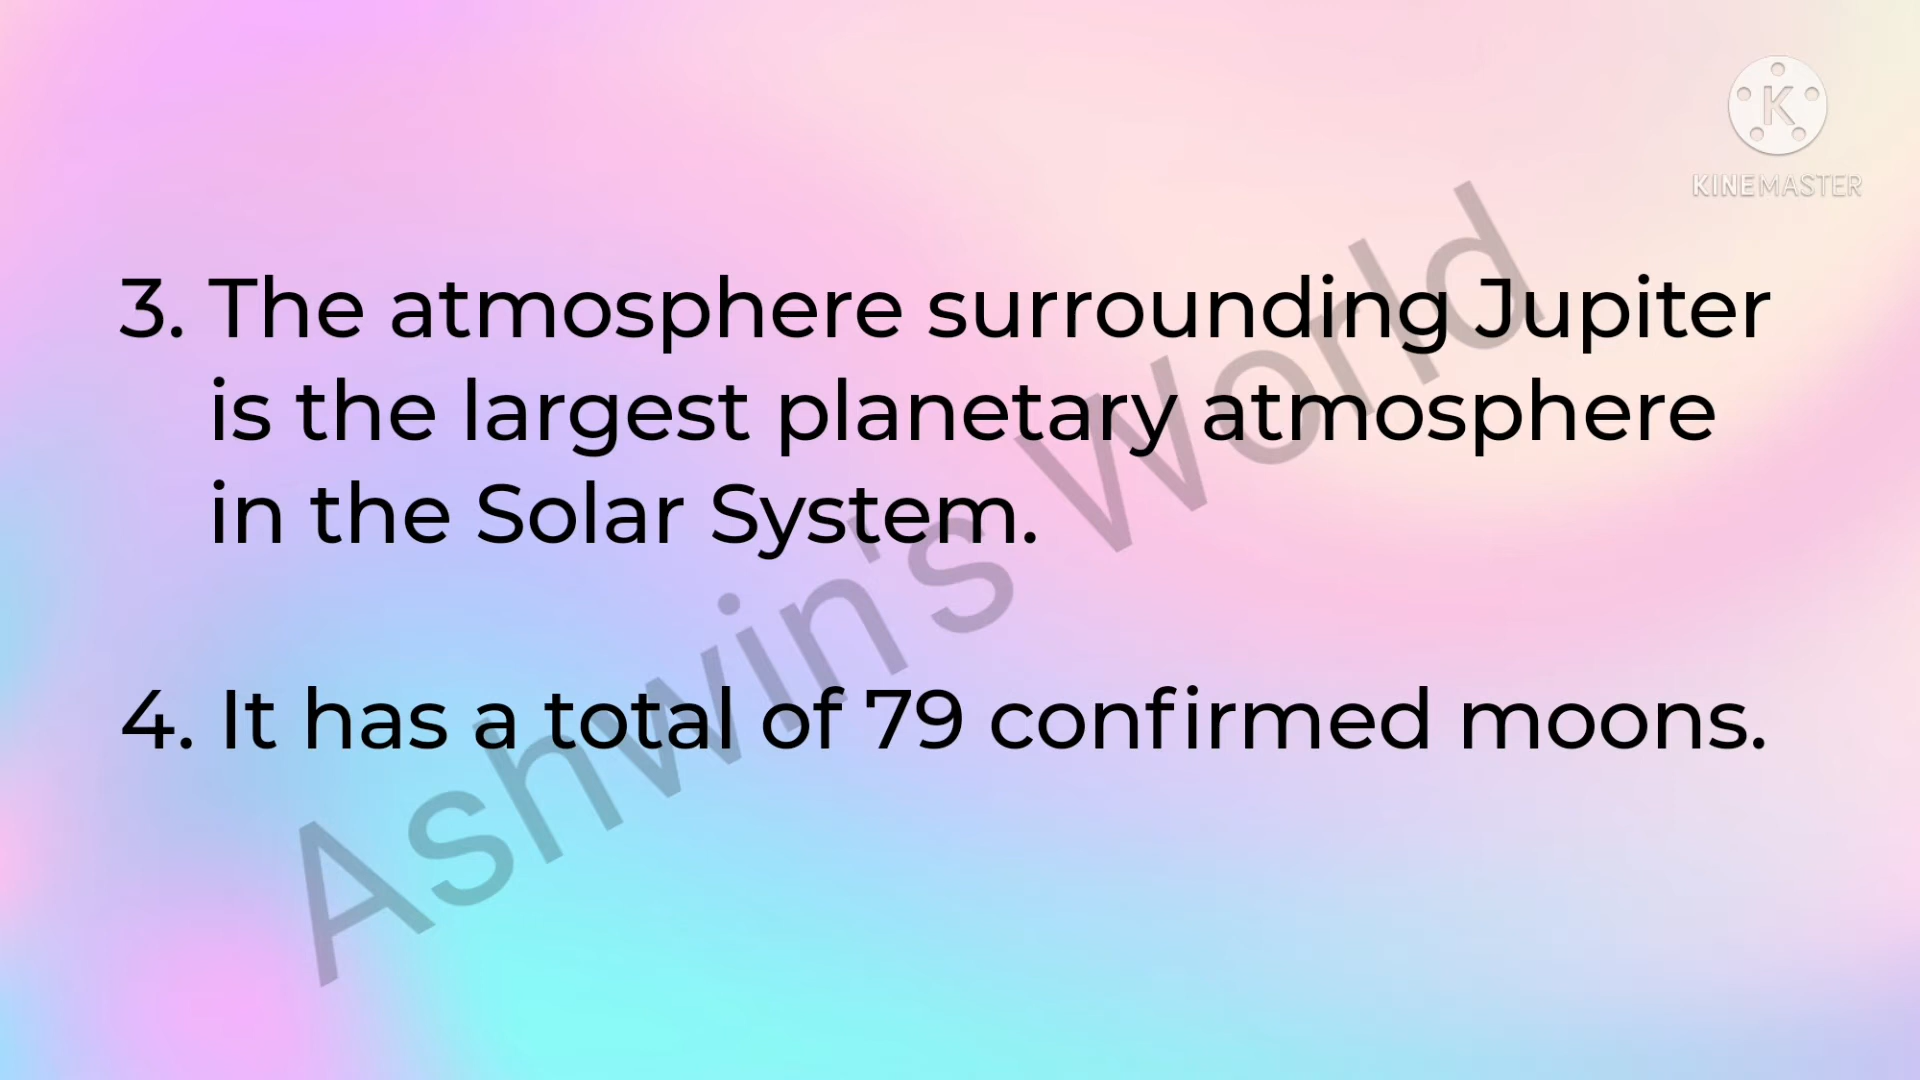 K
KINEMASTER
3. The atmosphere surrounding Jupiter
is the largest planetary atmosphere
in the Solar System.
4. It has a total of 79 confirmed moons.
Ashwin's World